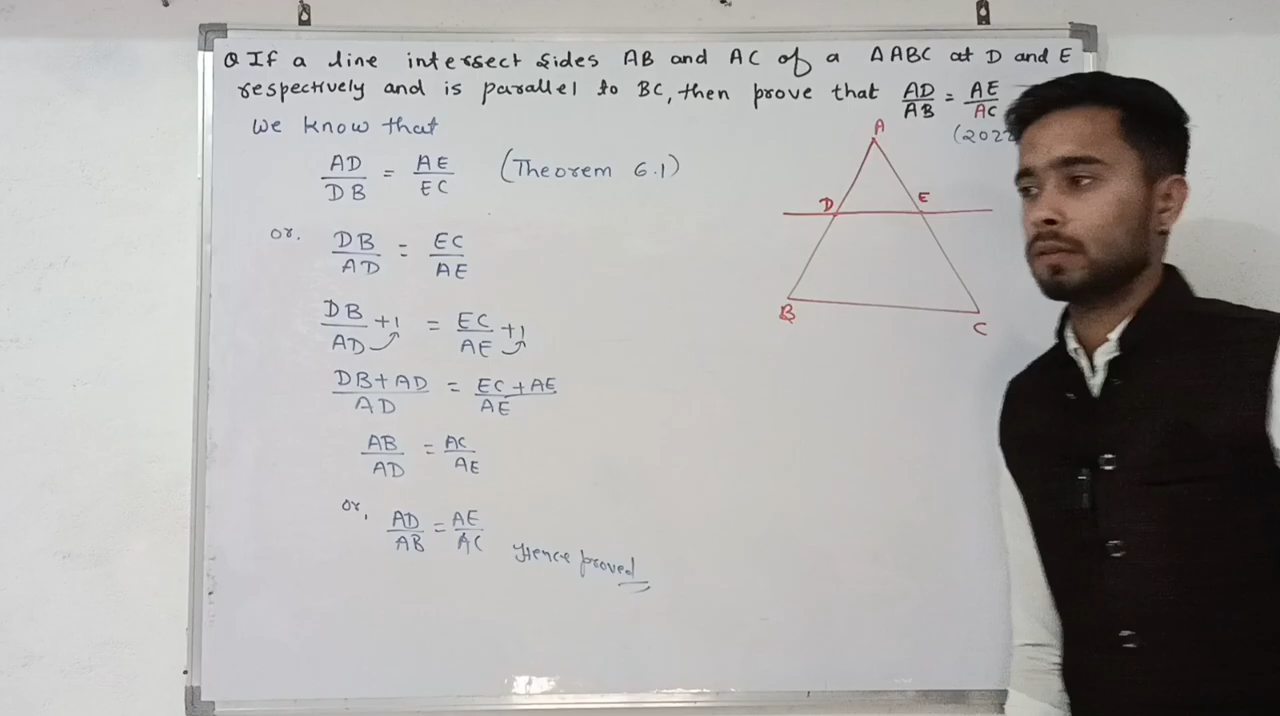 Q If a line intersect sides AB and AC of a ΔABC at D and E
respectively and is parallel to BC, then prove that AD/AB = AE/AC
(2022
We know that
AD/DB = AE/EC (Theorem 6.1)
or, DB/AD = EC/AE
DB/AD +1 = EC/AE +1
DB+AD/AD = EC+AE/AE
AB/AD = AC/AE
or, AD/AB = AE/AC Hence proved
A
D E
B C